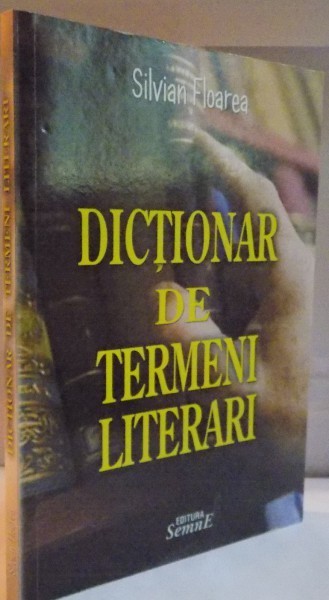 Silvian Floarea
DICȚIONAR
DE
TERMENI
LITERARI
EDITURA
SemnE
DICȚIONAR DE TERMENI LITERARI